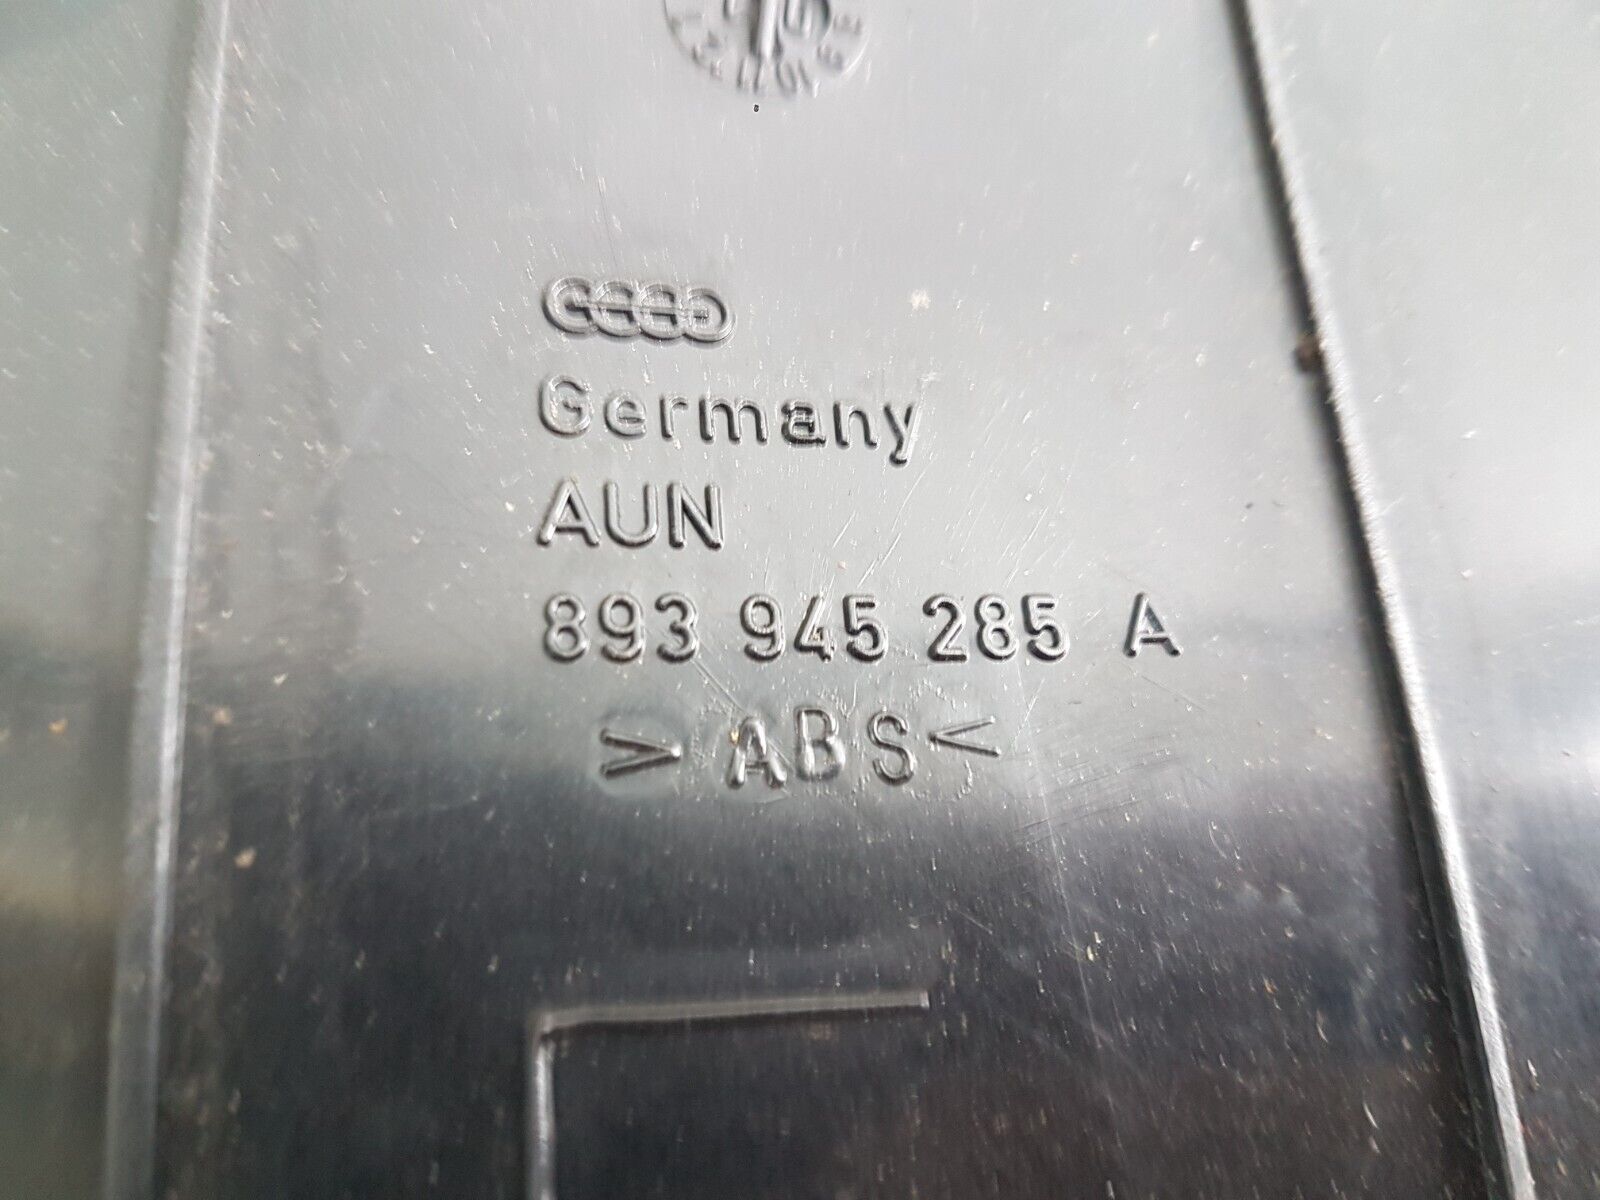 Germany
AUN
893 945 285 A
>ABS<